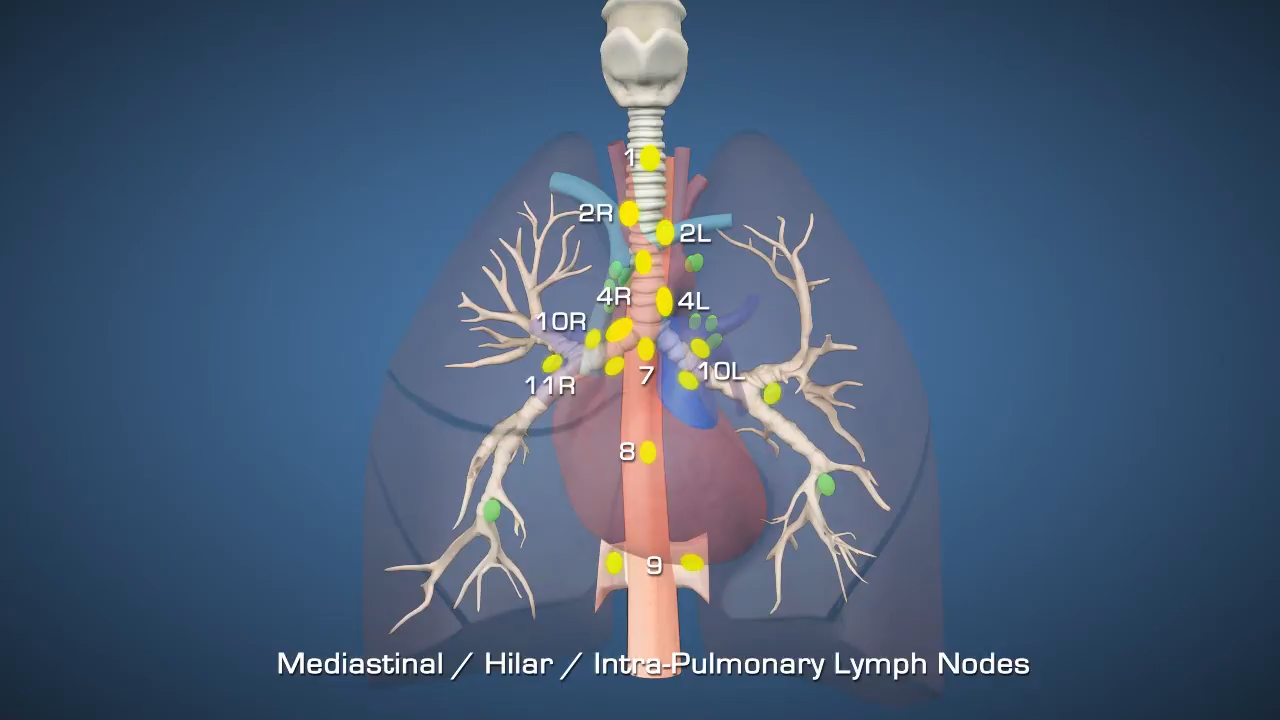 1
2R
2L
4R
4L
10R
10L
11R
7
8
9
Mediastinal / Hilar / Intra-Pulmonary Lymph Nodes